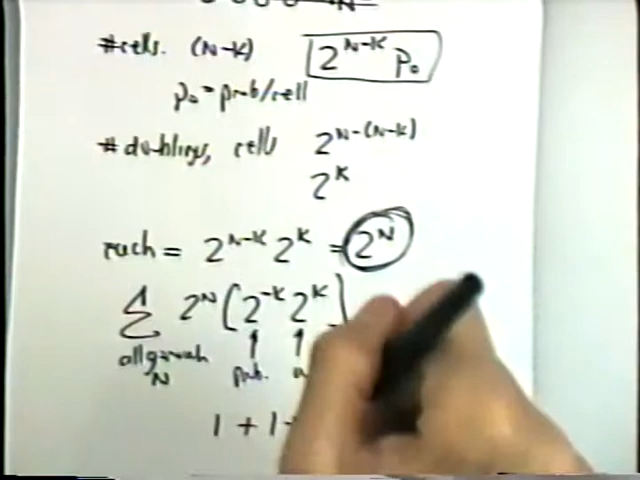 #cells. (N-K) 2^{N-K} p₀
p₀ = prob/cell
#doublings, cells 2^{N-(N-K)}
2^K
each = 2^{N-K} 2^K = 2^N
∑ 2^N (2^{-K} 2^K)
all growth
N
prob.
1 + 1